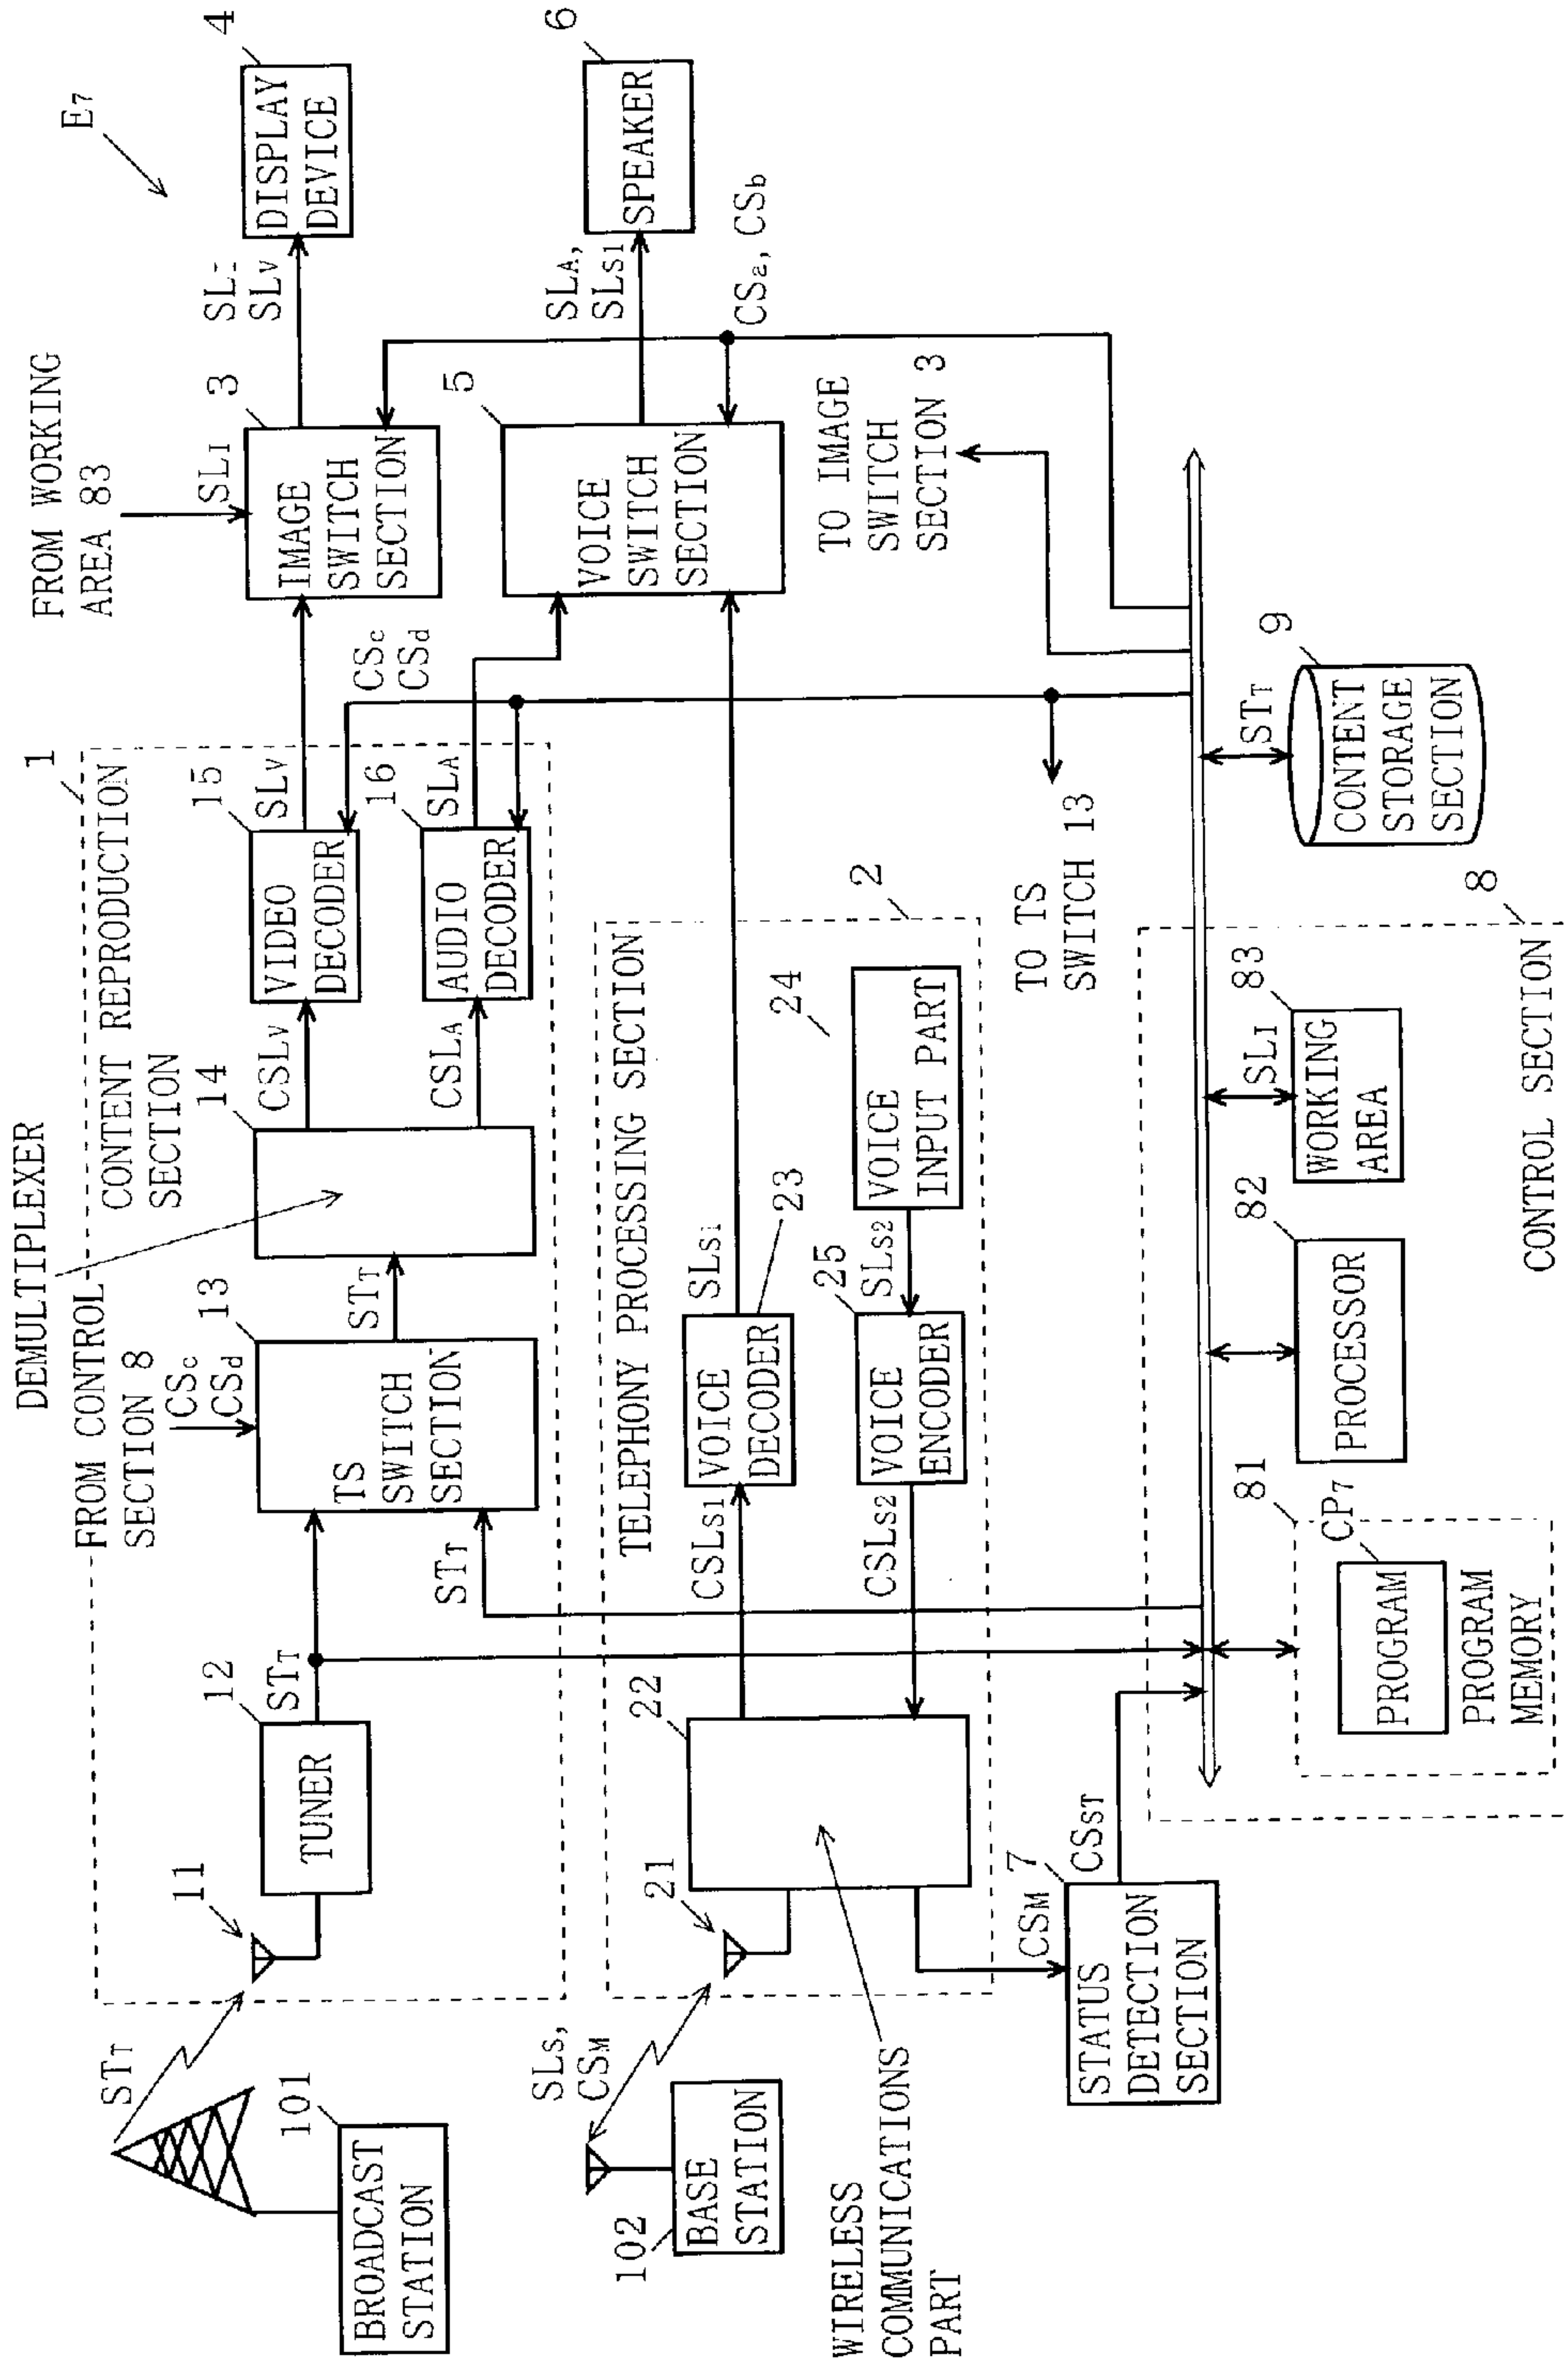 E7
BROADCAST
STATION
101
STT
11
TUNER
12
STT
FROM CONTROL
SECTION 8
CSc
CSd
TS
SWITCH
SECTION
13
STT
STT
DEMULTIPLEXER
14
CONTENT REPRODUCTION
SECTION
1
CSLV
CSLA
VIDEO
DECODER
15
SLV
AUDIO
DECODER
16
SLA
CSc
CSd
FROM WORKING
AREA 83
SLI
IMAGE
SWITCH
SECTION
3
SLI
SLV
DISPLAY
DEVICE
4
VOICE
SWITCH
SECTION
5
SLA,
SLS1
SPEAKER
6
CSa, CSb
BASE
STATION
102
SLS,
CSM
21
22
WIRELESS
COMMUNICATIONS
PART
TELEPHONY PROCESSING SECTION
2
CSLS1
VOICE
DECODER
23
SLS1
CSLS2
VOICE
ENCODER
25
SLS2
VOICE
INPUT PART
24
TO TS
SWITCH 13
TO IMAGE
SWITCH
SECTION 3
CSM
7
STATUS
DETECTION
SECTION
CSST
81
CP7
PROGRAM
PROGRAM
MEMORY
82
PROCESSOR
SLI
83
WORKING
AREA
CONTROL SECTION
8
STT
9
CONTENT
STORAGE
SECTION